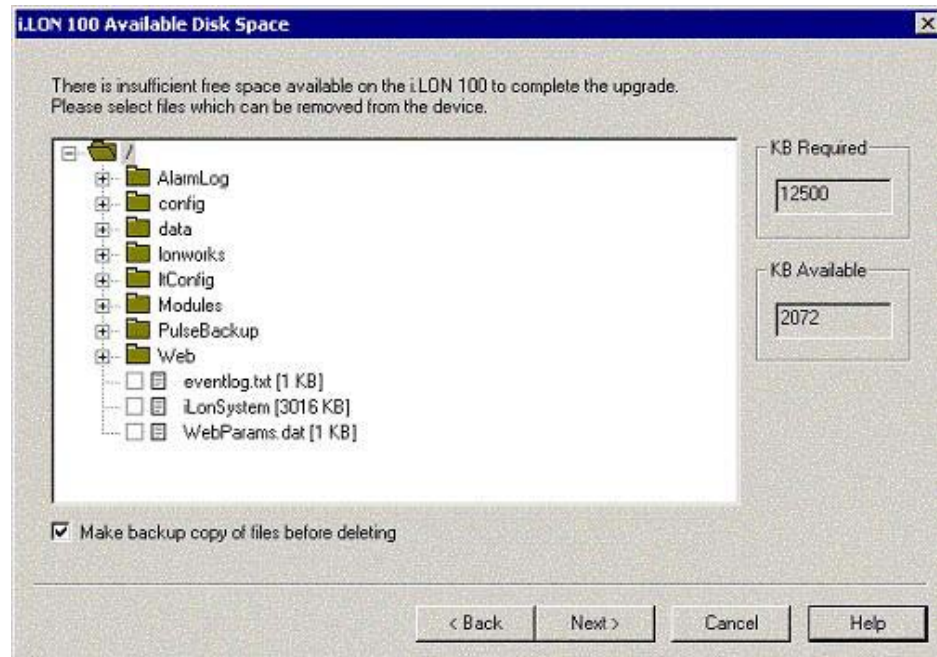 i.LON 100 Available Disk Space
There is insufficient free space available on the i.LON 100 to complete the upgrade.
Please select files which can be removed from the device.
/
AlarmLog
config
data
lonworks
ltConfig
Modules
PulseBackup
Web
eventlog.txt [1 KB]
iLonSystem [3016 KB]
WebParams.dat [1 KB]
KB Required
12500
KB Available
2072
Make backup copy of files before deleting
< Back
Next >
Cancel
Help